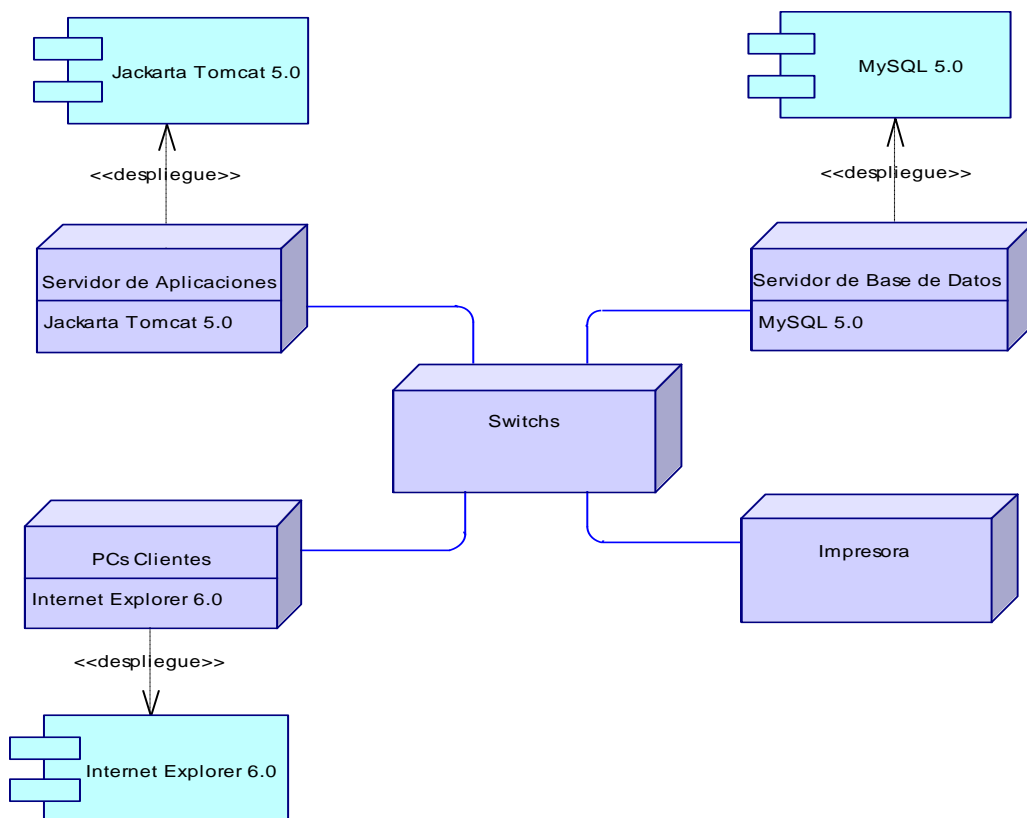 Jackarta Tomcat 5.0
MySQL 5.0
<<despliegue>>
<<despliegue>>
Servidor de Aplicaciones
Jackarta Tomcat 5.0
Servidor de Base de Datos
MySQL 5.0
Switchs
PCs Clientes
Internet Explorer 6.0
Impresora
<<despliegue>>
Internet Explorer 6.0